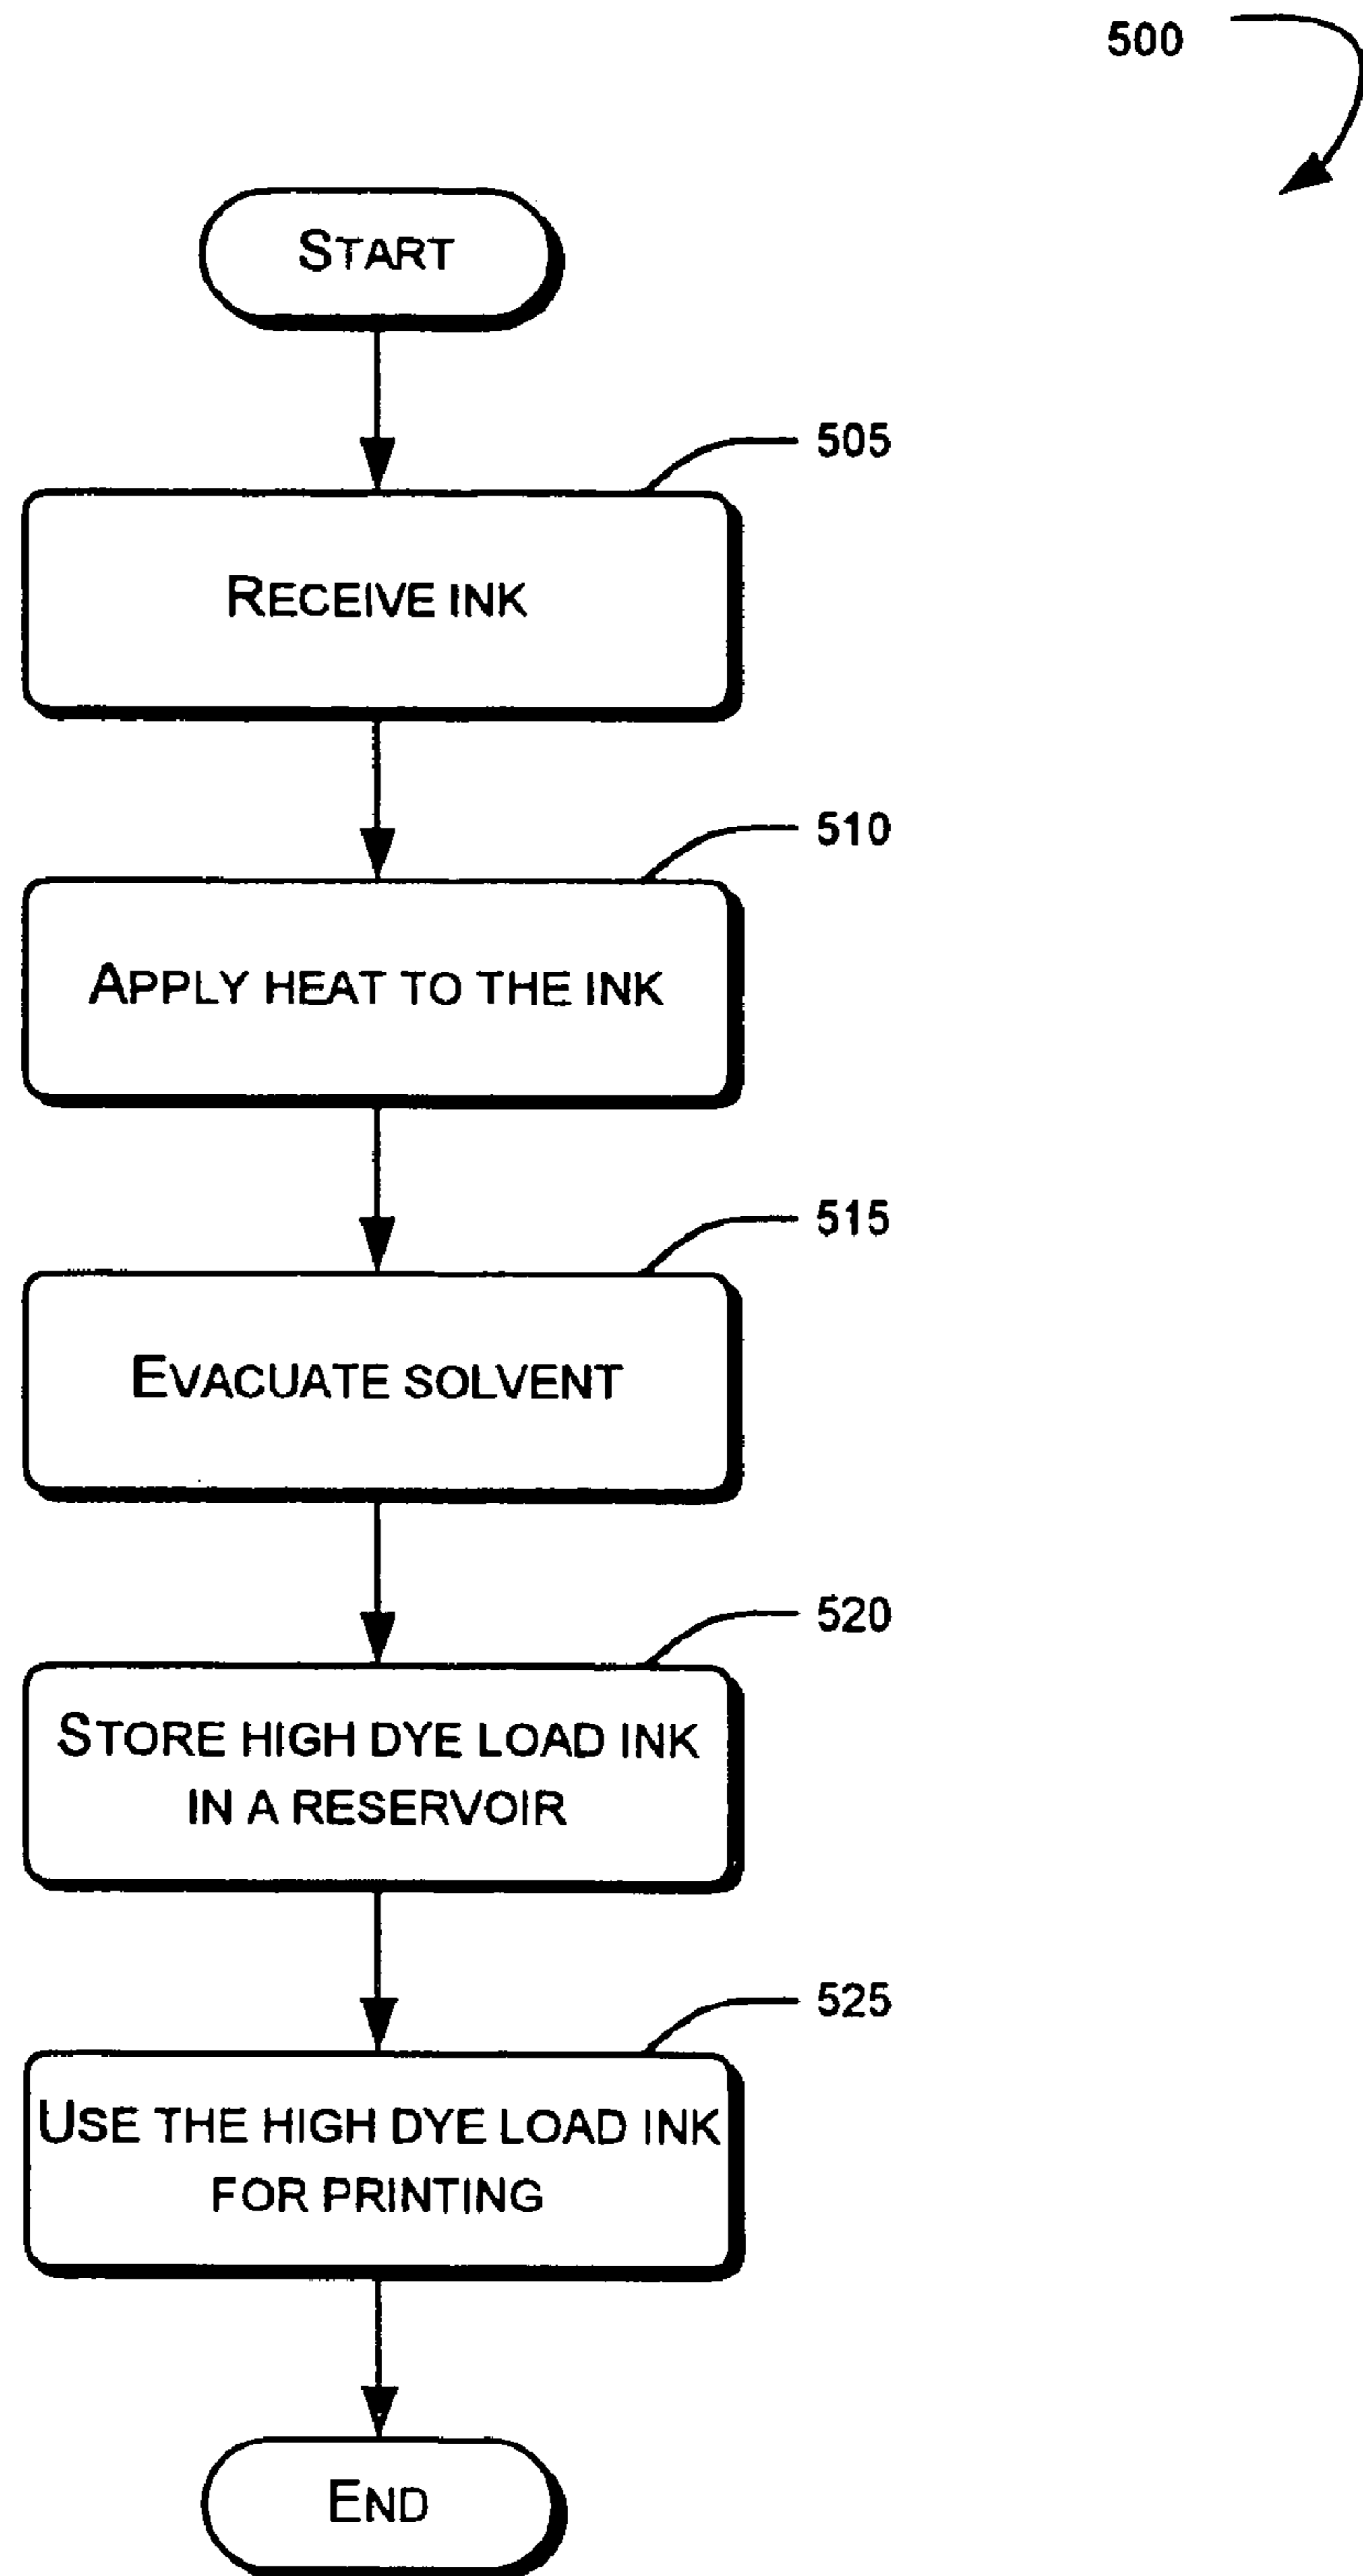 500
START
505
RECEIVE INK
510
APPLY HEAT TO THE INK
515
EVACUATE SOLVENT
520
STORE HIGH DYE LOAD INK
IN A RESERVOIR
525
USE THE HIGH DYE LOAD INK
FOR PRINTING
END